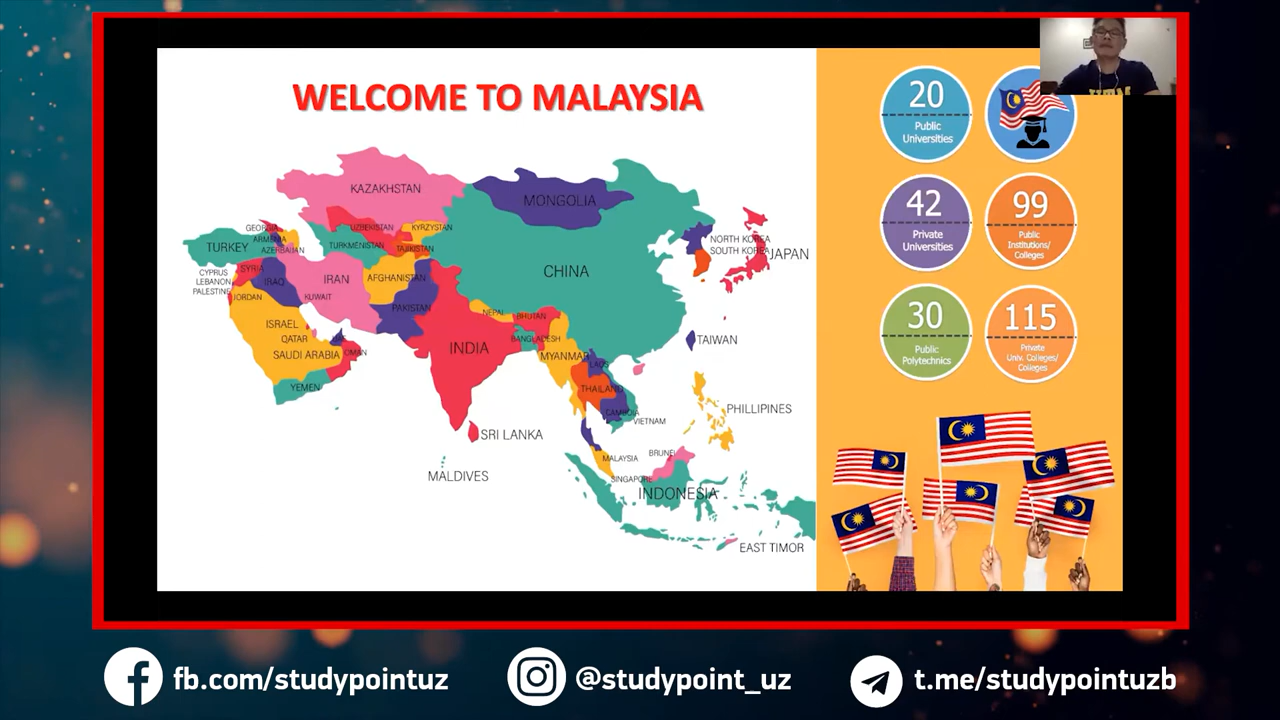 WELCOME TO MALAYSIA
KAZAKHSTAN
MONGOLIA
GEORGIA
ARMENIA
AZERBAIJAN
TURKEY
UZBEKISTAN
KYRZYSTAN
TURKMENISTAN
TAJIKISTAN
NORTH KOREA
SOUTH KOREA
JAPAN
CYPRUS
LEBANON
PALESTINE
SYRIA
IRAQ
IRAN
AFGHANISTAN
CHINA
JORDAN
KUWAIT
PAKISTAN
NEPAL
BHUTAN
ISRAEL
QATAR
UAE
BANGLADESH
TAIWAN
SAUDI ARABIA
OMAN
INDIA
MYANMAR
LAOS
YEMEN
THAILAND
CAMBODIA
VIETNAM
PHILLIPINES
SRI LANKA
MALDIVES
MALAYSIA
BRUNEI
SINGAPORE
INDONESIA
EAST TIMOR
20
Public
Universities
42
Private
Universities
99
Public
Institutions/
Colleges
30
Public
Polytechnics
115
Private
Univ. Colleges/
Colleges
fb.com/studypointuz
@studypoint_uz
t.me/studypointuzb